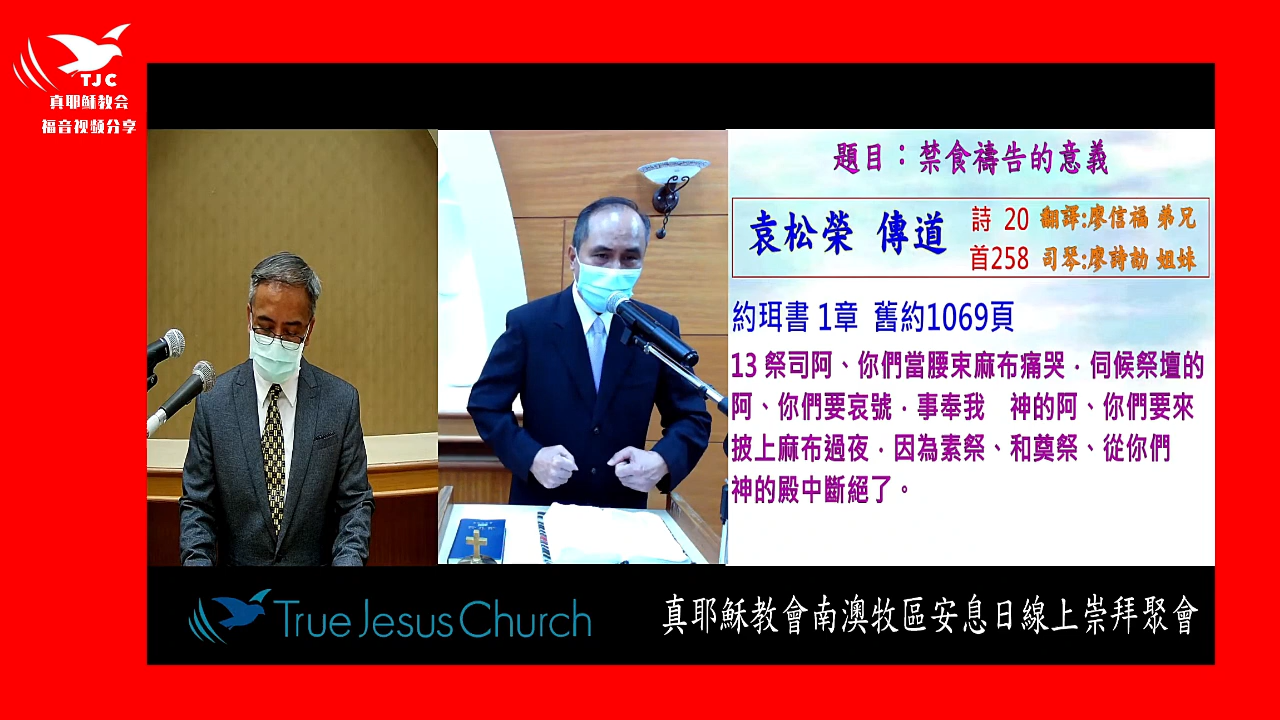 TJC
真耶稣教会
福音视频分享
題目：禁食禱告的意義
袁松榮 傳道
詩 20 翻譯:廖信福 弟兄
首258 司琴:廖詩劼 姐妹
約珥書 1章 舊約1069頁
13 祭司阿、你們當腰束麻布痛哭．伺候祭壇的
阿、你們要哀號．事奉我　神的阿、你們要來
披上麻布過夜．因為素祭、和奠祭、從你們
神的殿中斷絕了。
True Jesus Church
真耶穌教會南澳牧區安息日線上崇拜聚會